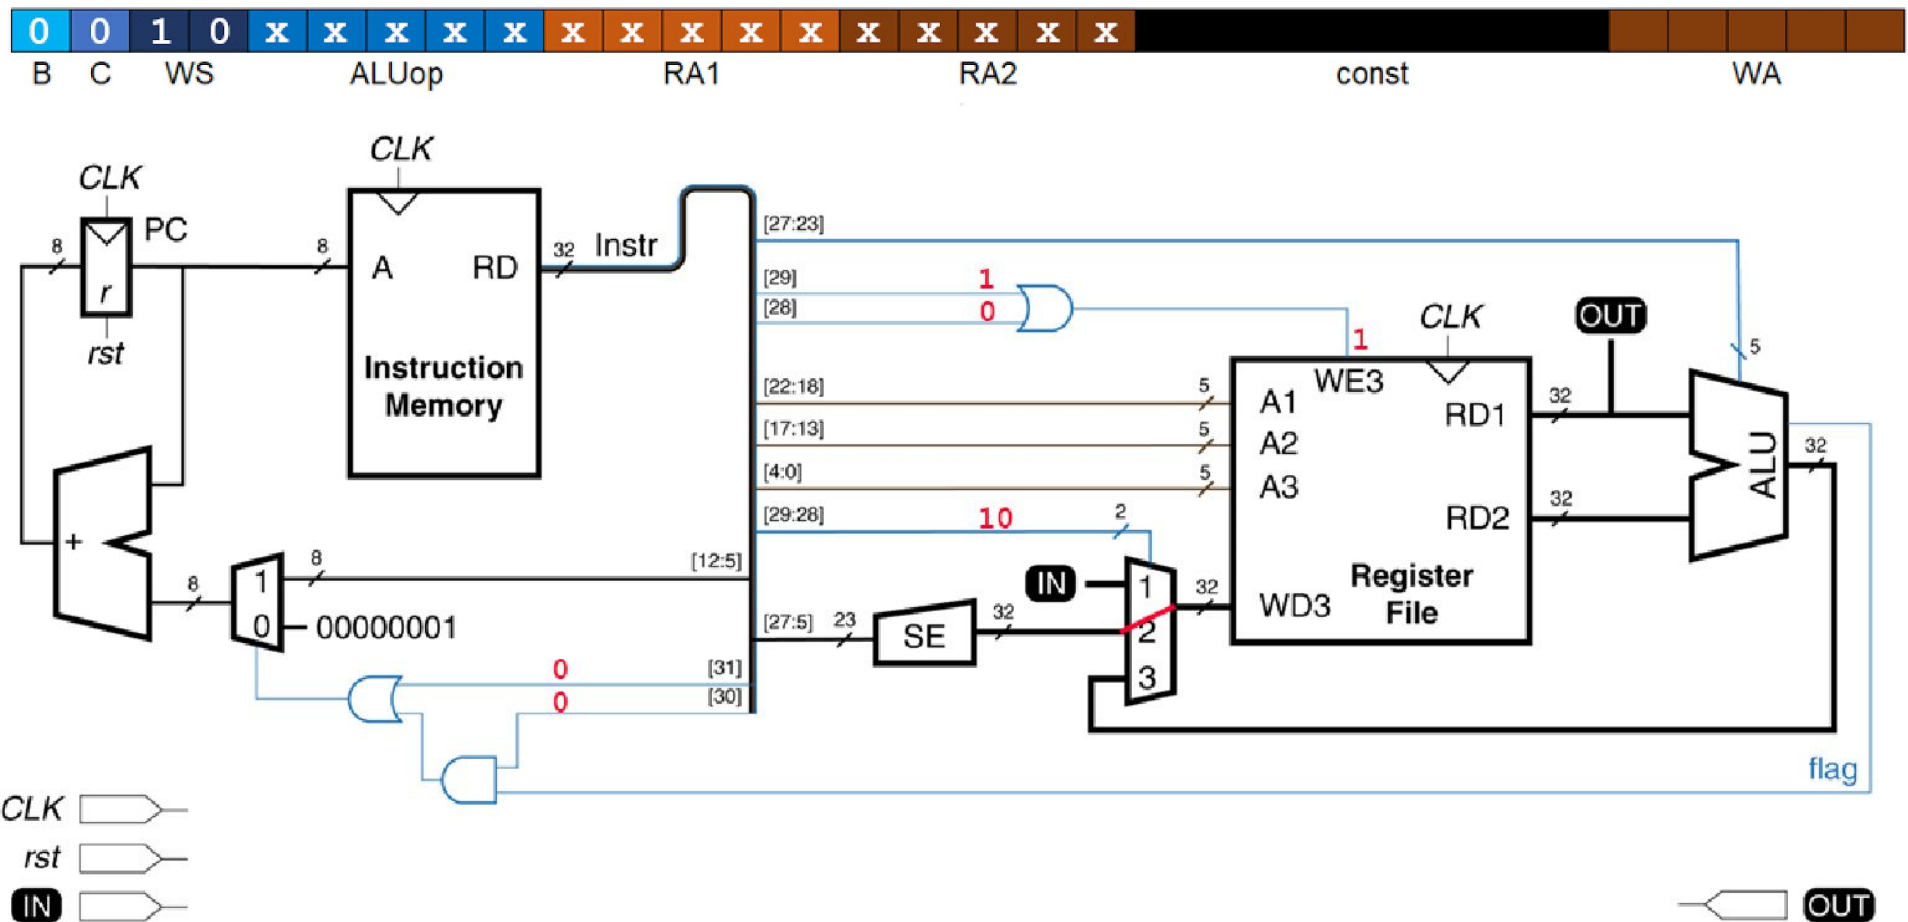 0 0 1 0 x x x x x x x x x x x x x x x
B C WS ALUop RA1 RA2 const WA
CLK
CLK
PC
8
8
32
Instr
A RD
r
rst
Instruction
Memory
[27:23]
[29] 1
[28] 0
1
CLK
OUT
5
WE3
[22:18] 5 A1
[17:13] 5 A2
[4:0] 5 A3
RD1 32
RD2 32
ALU
32
[29:28] 10 2
+
8
1
0
8
[12:5]
00000001
IN
1
2
3
32
WD3
Register
File
[27:5] 23 SE 32
0 [31]
0 [30]
flag
CLK
rst
IN
OUT